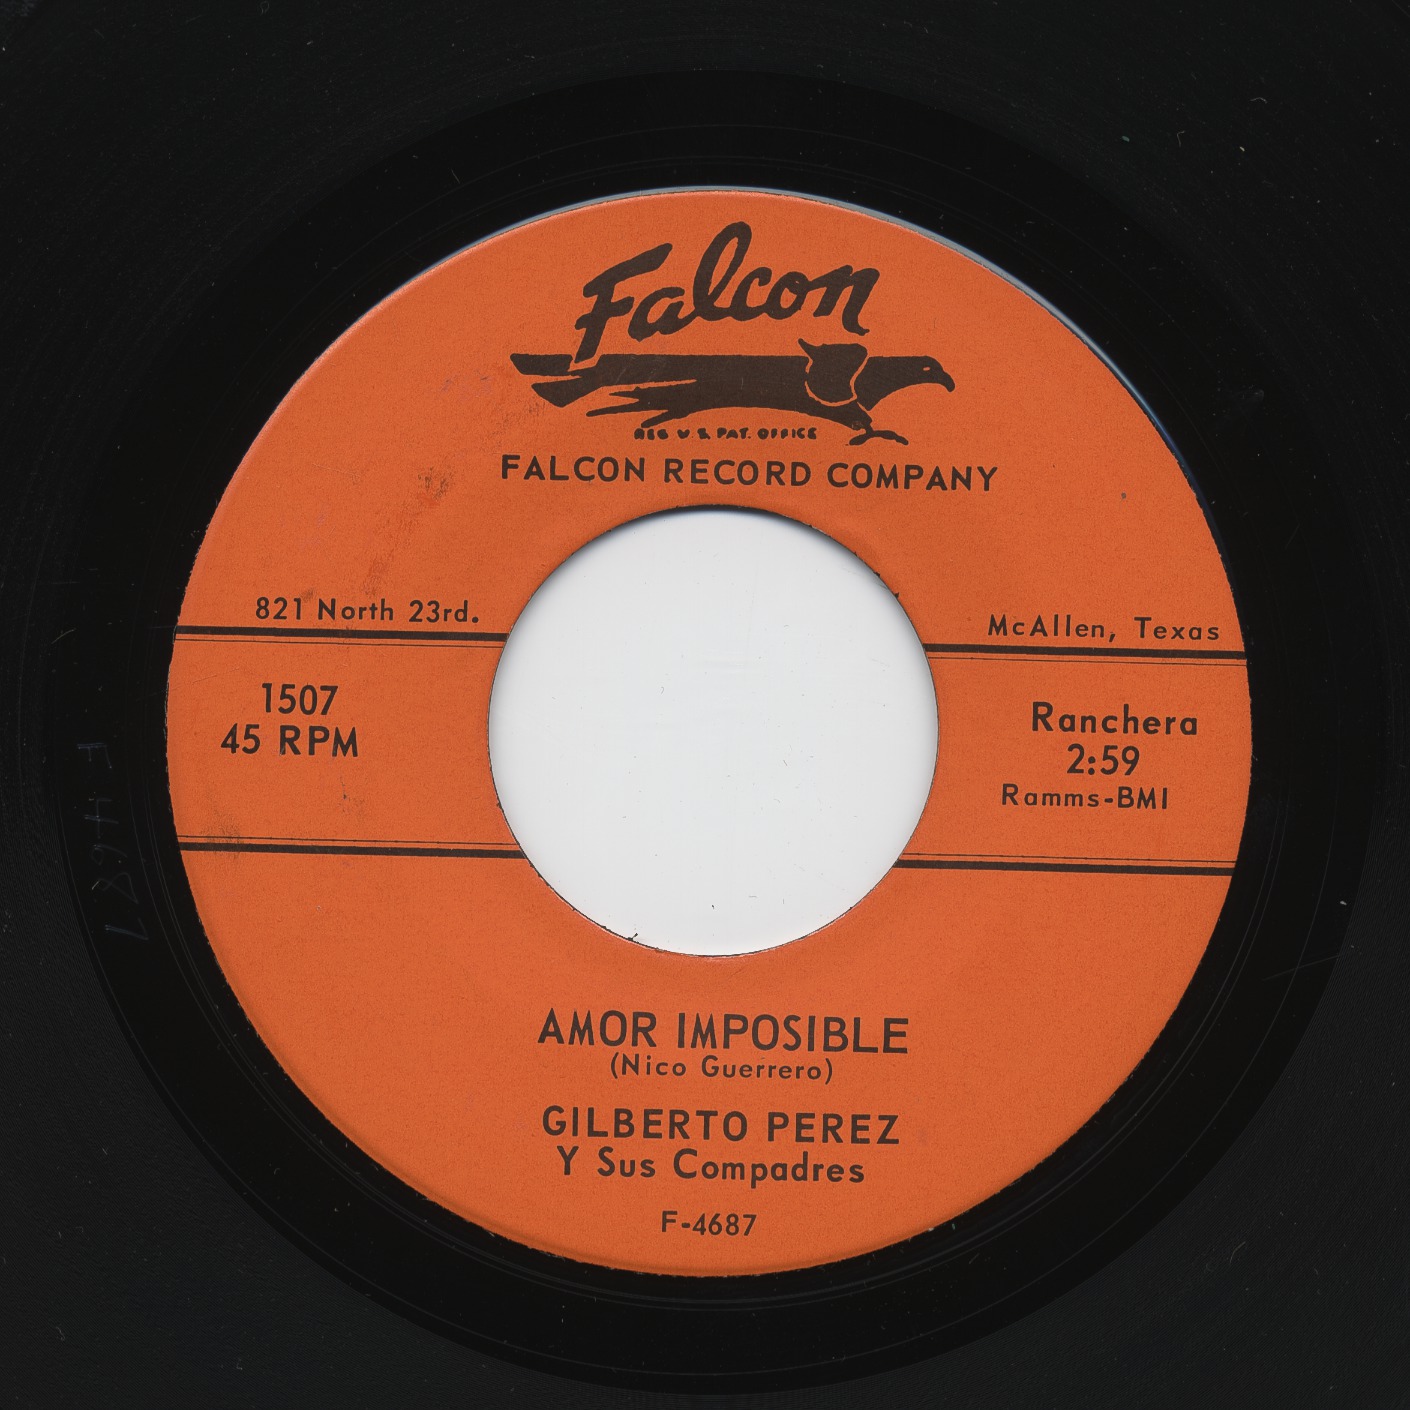 Falcon
REG U.S. PAT. OFFICE
FALCON RECORD COMPANY
821 North 23rd.
McAllen, Texas
1507
45 RPM
Ranchera
2:59
Ramms-BMI
AMOR IMPOSIBLE
(Nico Guerrero)
GILBERTO PEREZ
Y Sus Compadres
F-4687
F 4687